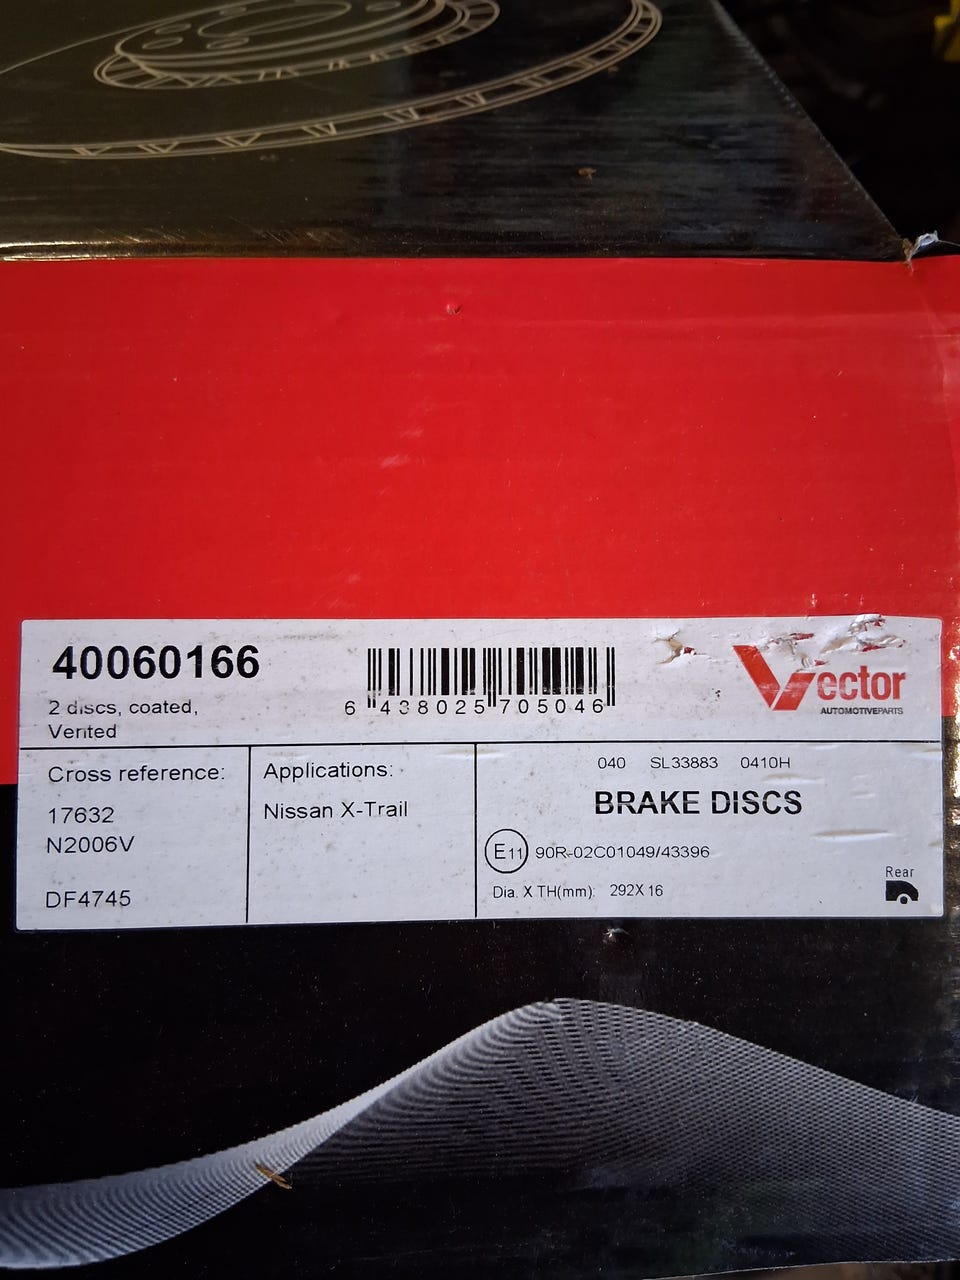 40060166
2 discs, coated,
Vented
6 438025 705046
Vector
AUTOMOTIVEPARTS
Cross reference:
17632
N2006V
DF4745
Applications:
Nissan X-Trail
040 SL33883 0410H
BRAKE DISCS
E11 90R-02C01049/43396
Dia. X TH(mm): 292X16
Rear